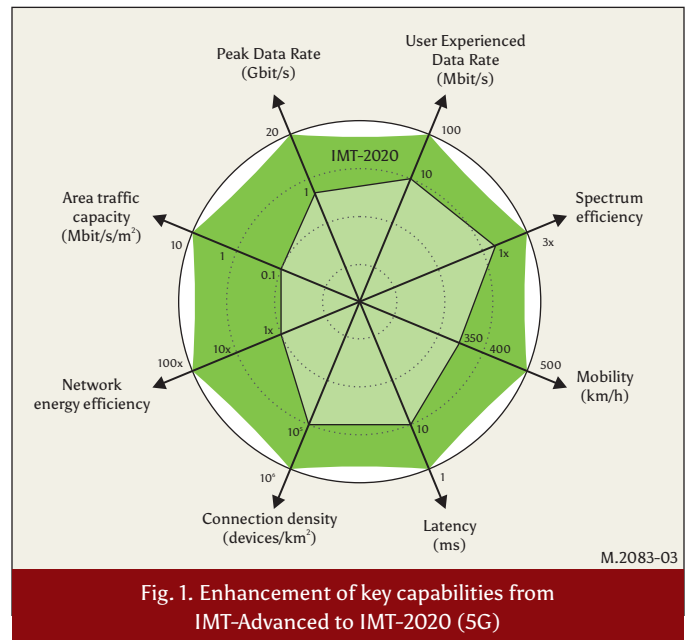 Peak Data Rate
(Gbit/s)
User Experienced
Data Rate
(Mbit/s)
20
100
IMT-2020
1
10
Area traffic
capacity
(Mbit/s/m²)
Spectrum
efficiency
10
1
0.1
1x
3x
1x
10x
100x
350
400
500
Network
energy efficiency
Mobility
(km/h)
10⁵
10
10⁶
1
Connection density
(devices/km²)
Latency
(ms)
M.2083-03
Fig. 1. Enhancement of key capabilities from
IMT-Advanced to IMT-2020 (5G)